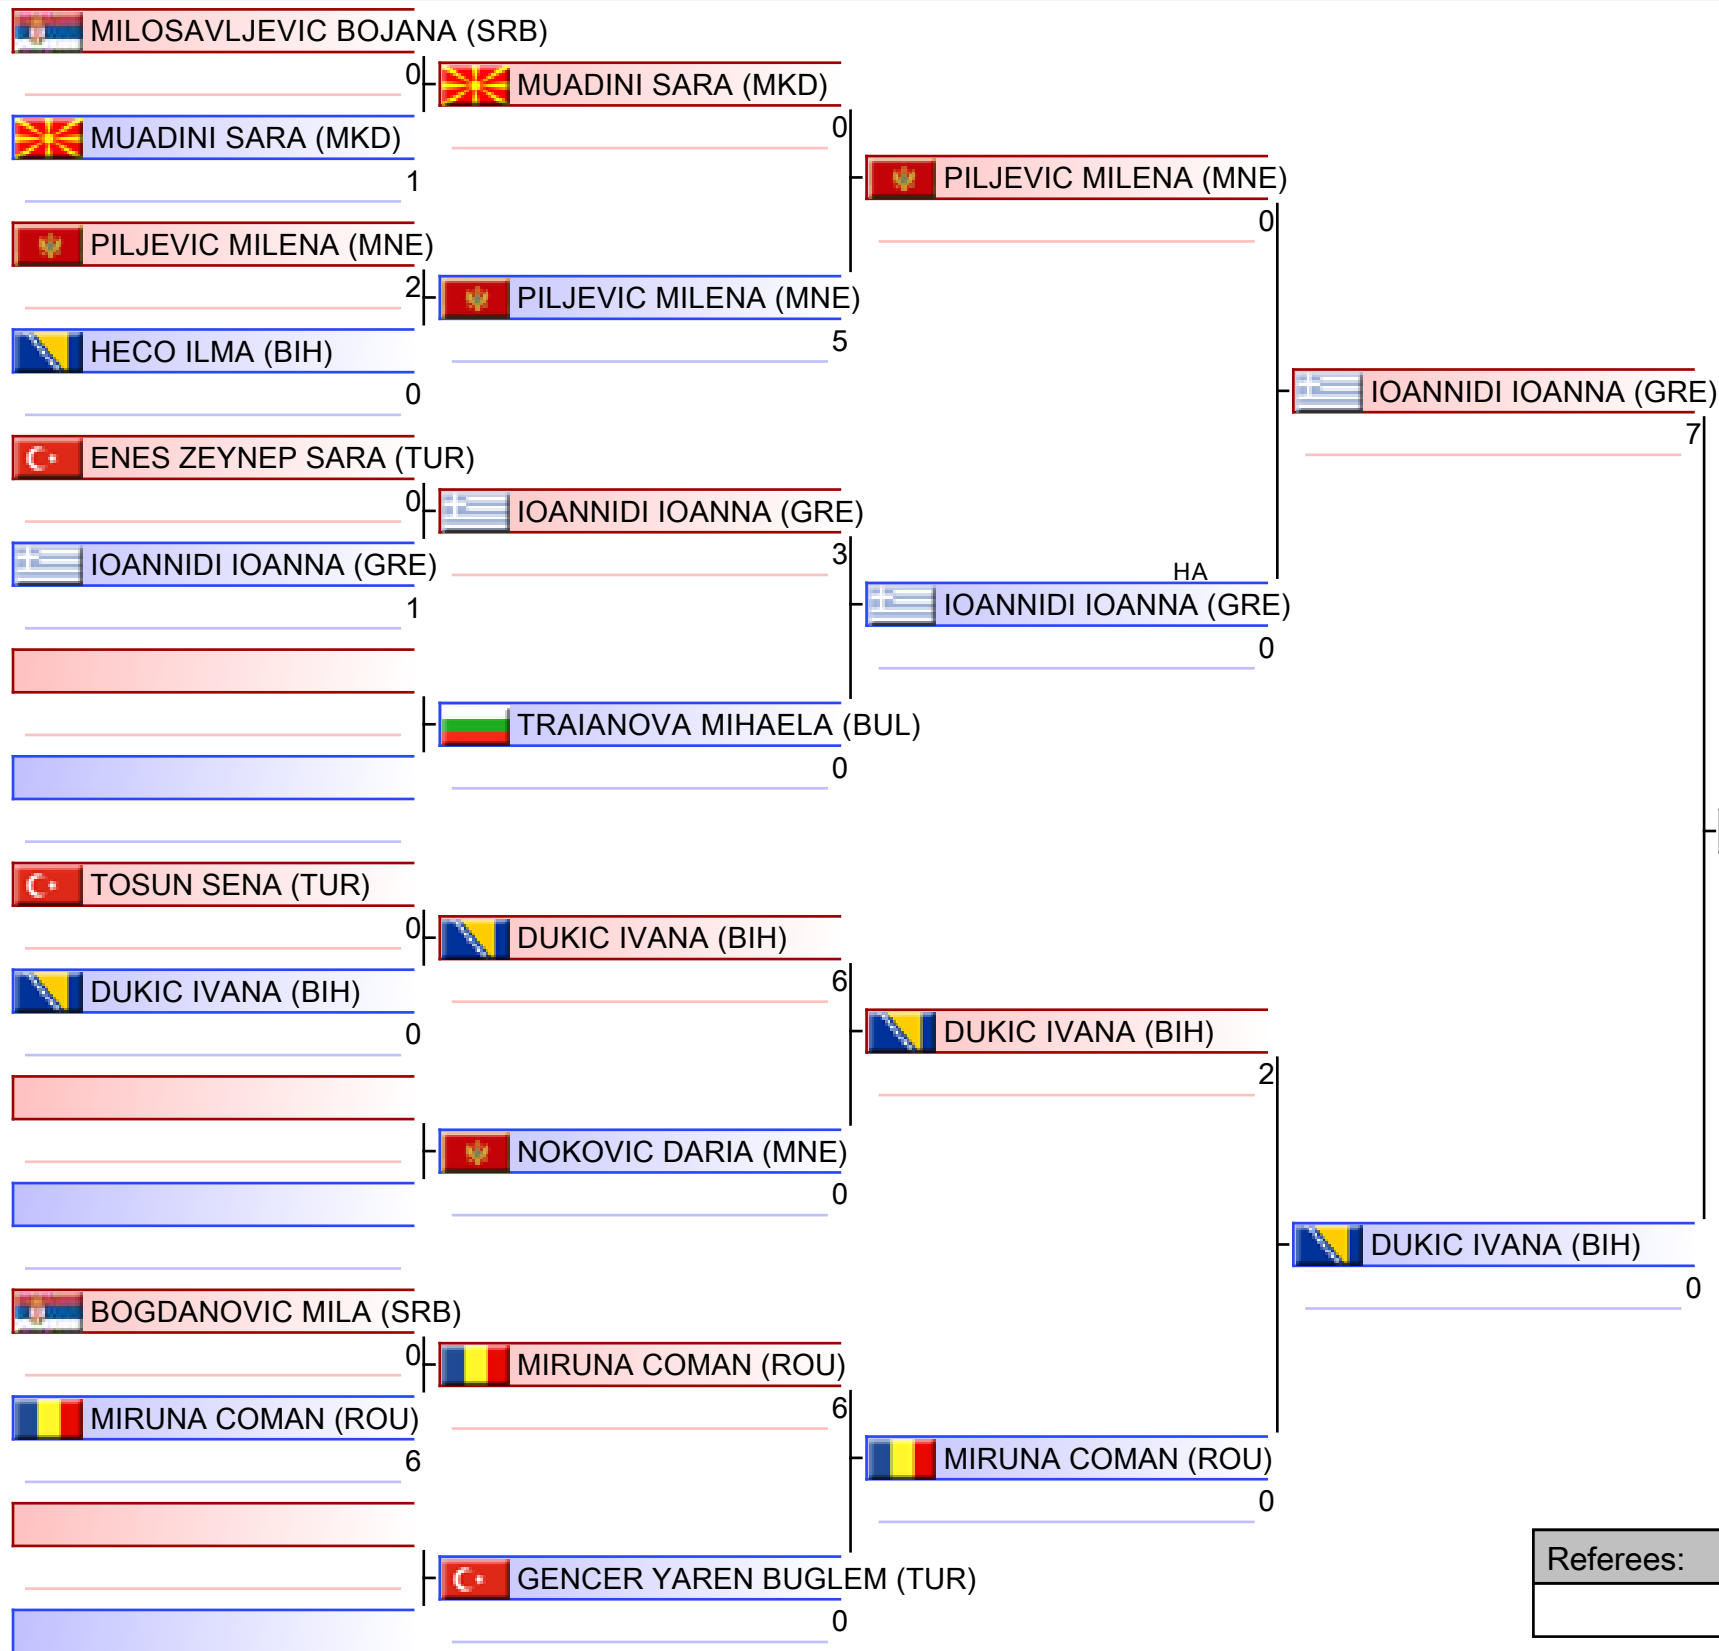 MILOSAVLJEVIC BOJANA (SRB)
0
MUADINI SARA (MKD)
1
PILJEVIC MILENA (MNE)
2
HECO ILMA (BIH)
0
ENES ZEYNEP SARA (TUR)
0
IOANNIDI IOANNA (GRE)
1
TOSUN SENA (TUR)
0
DUKIC IVANA (BIH)
0
BOGDANOVIC MILA (SRB)
0
MIRUNA COMAN (ROU)
6
MUADINI SARA (MKD)
0
PILJEVIC MILENA (MNE)
5
IOANNIDI IOANNA (GRE)
3
TRAIANOVA MIHAELA (BUL)
0
DUKIC IVANA (BIH)
6
NOKOVIC DARIA (MNE)
0
MIRUNA COMAN (ROU)
6
GENCER YAREN BUGLEM (TUR)
0
PILJEVIC MILENA (MNE)
0
HA
IOANNIDI IOANNA (GRE)
0
DUKIC IVANA (BIH)
2
MIRUNA COMAN (ROU)
0
IOANNIDI IOANNA (GRE)
7
DUKIC IVANA (BIH)
0
Referees: